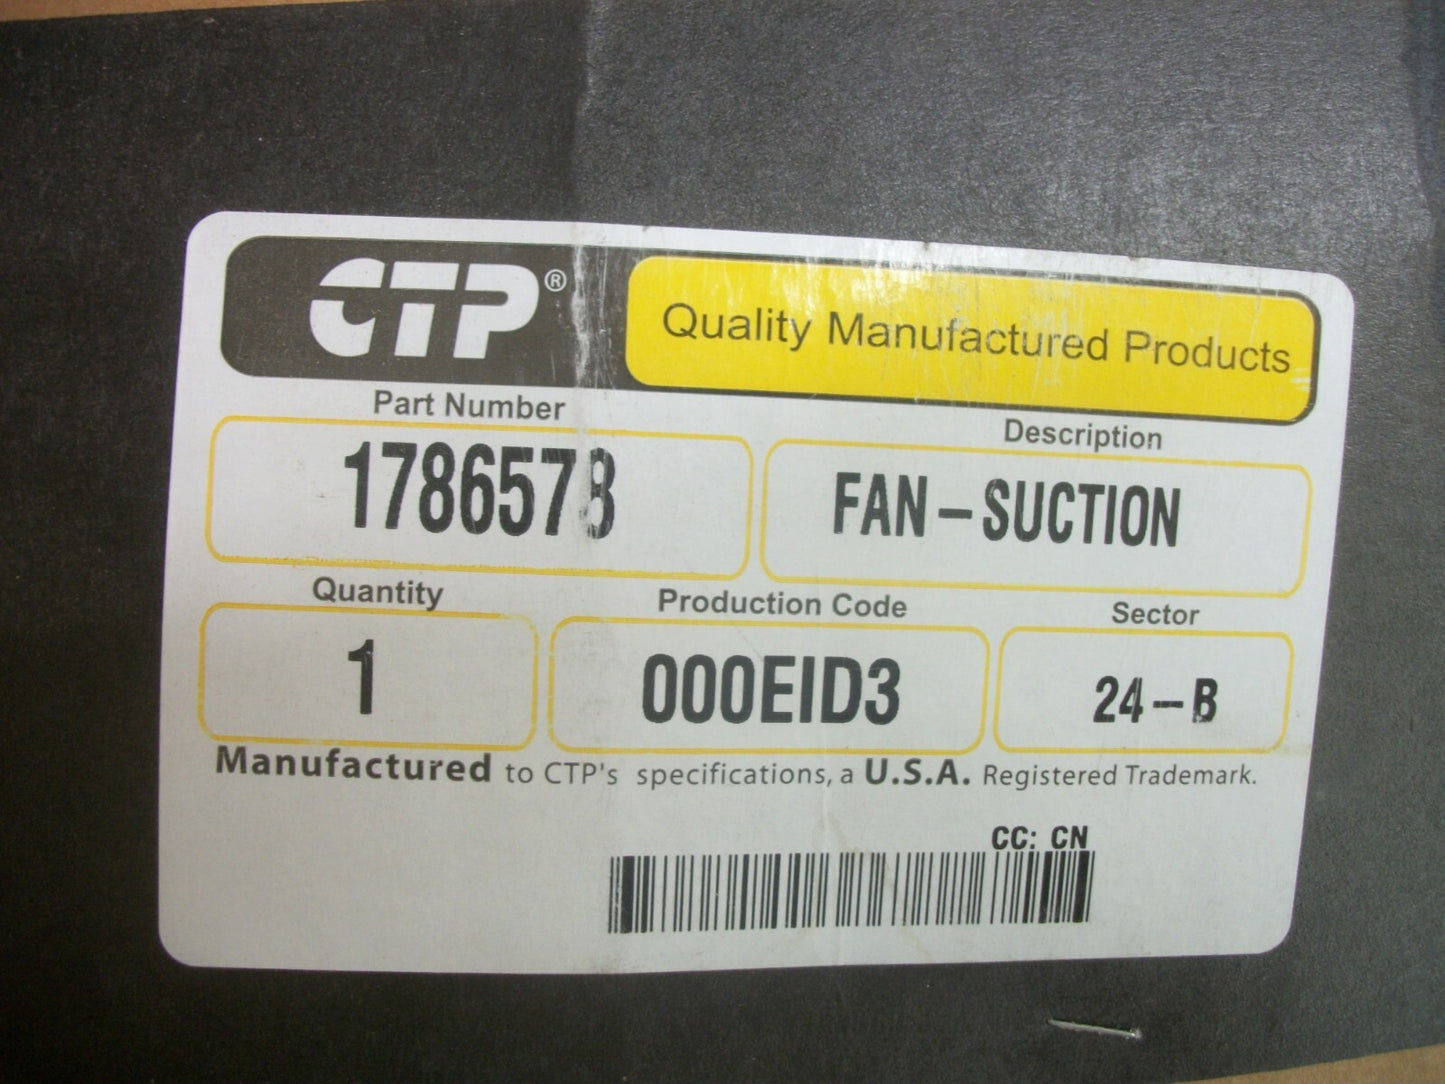 CTP®
Quality Manufactured Products
Part Number
Description
1786578
FAN-SUCTION
Quantity
Production Code
Sector
1
000EID3
24-B
Manufactured to CTP's specifications, a U.S.A. Registered Trademark.
CC: CN